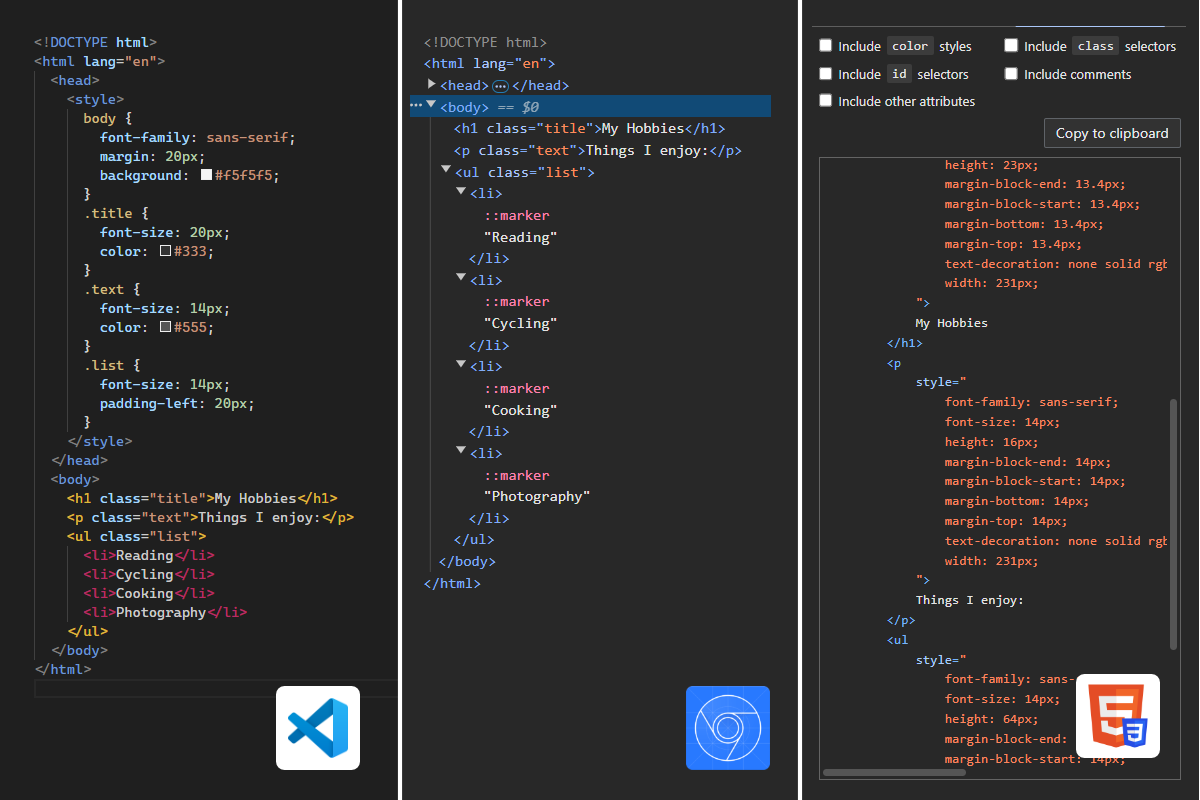 <!DOCTYPE html>
<html lang="en">
<head>
<style>
body {
font-family: sans-serif;
margin: 20px;
background: #f5f5f5;
}
.title {
font-size: 20px;
color: #333;
}
.text {
font-size: 14px;
color: #555;
}
.list {
font-size: 14px;
padding-left: 20px;
}
</style>
</head>
<body>
<h1 class="title">My Hobbies</h1>
<p class="text">Things I enjoy:</p>
<ul class="list">
<li>Reading</li>
<li>Cycling</li>
<li>Cooking</li>
<li>Photography</li>
</ul>
</body>
</html>
<!DOCTYPE html>
<html lang="en">
<head> </head>
<body> == $0
<h1 class="title">My Hobbies</h1>
<p class="text">Things I enjoy:</p>
<ul class="list">
<li>
::marker
"Reading"
</li>
<li>
::marker
"Cycling"
</li>
<li>
::marker
"Cooking"
</li>
<li>
::marker
"Photography"
</li>
</ul>
</body>
</html>
Include color styles
Include class selectors
Include id selectors
Include comments
Include other attributes
Copy to clipboard
height: 23px;
margin-block-end: 13.4px;
margin-block-start: 13.4px;
margin-bottom: 13.4px;
margin-top: 13.4px;
text-decoration: none solid rgb
width: 231px;
">
My Hobbies
</h1>
<p
style="
font-family: sans-serif;
font-size: 14px;
height: 16px;
margin-block-end: 14px;
margin-block-start: 14px;
margin-bottom: 14px;
margin-top: 14px;
text-decoration: none solid rgb
width: 231px;
">
Things I enjoy:
</p>
<ul
style="
font-family: sans-
font-size: 14px;
height: 64px;
margin-block-end:
margin-block-start: 14px;